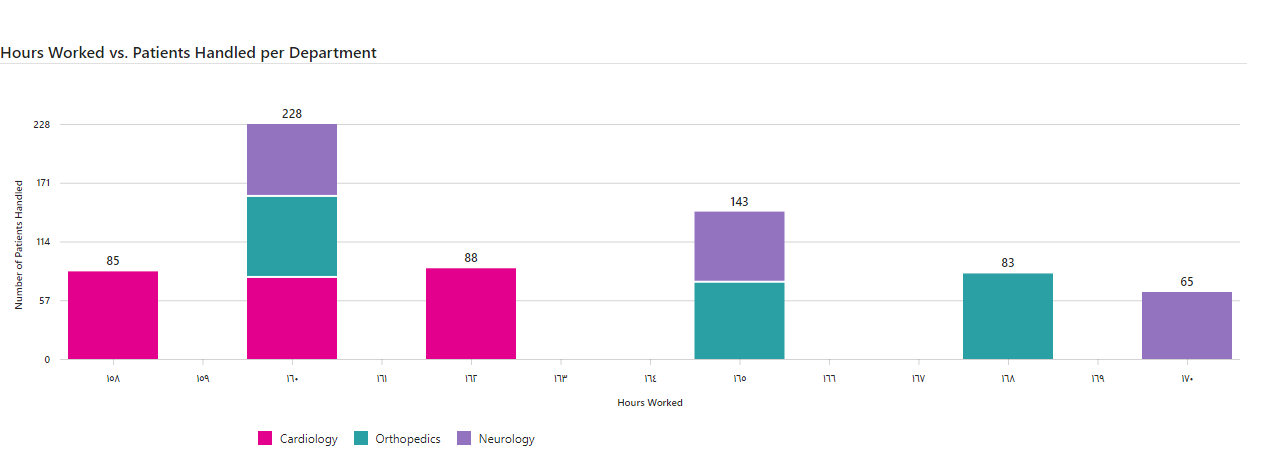 Hours Worked vs. Patients Handled per Department
228
228
171
143
114
85
88
83
65
57
0
Number of Patients Handled
١٥٨ ١٥٩ ١٦٠ ١٦١ ١٦٢ ١٦٣ ١٦٤ ١٦٥ ١٦٦ ١٦٧ ١٦٨ ١٦٩ ١٧٠
Hours Worked
Cardiology Orthopedics Neurology